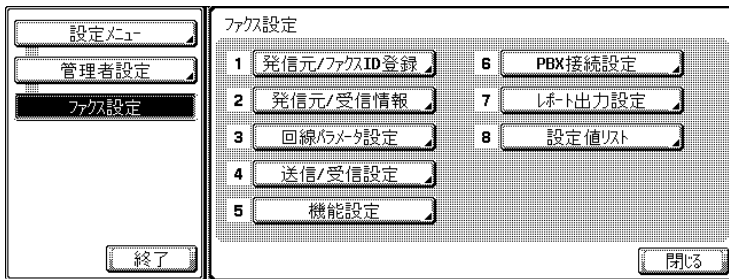 設定メニュー
管理者設定
ファクス設定
終了
ファクス設定
1 発信元/ファクスID登録
2 発信元/受信情報
3 回線パラメータ設定
4 送信/受信設定
5 機能設定
6 PBX接続設定
7 レポート出力設定
8 設定値リスト
閉じる